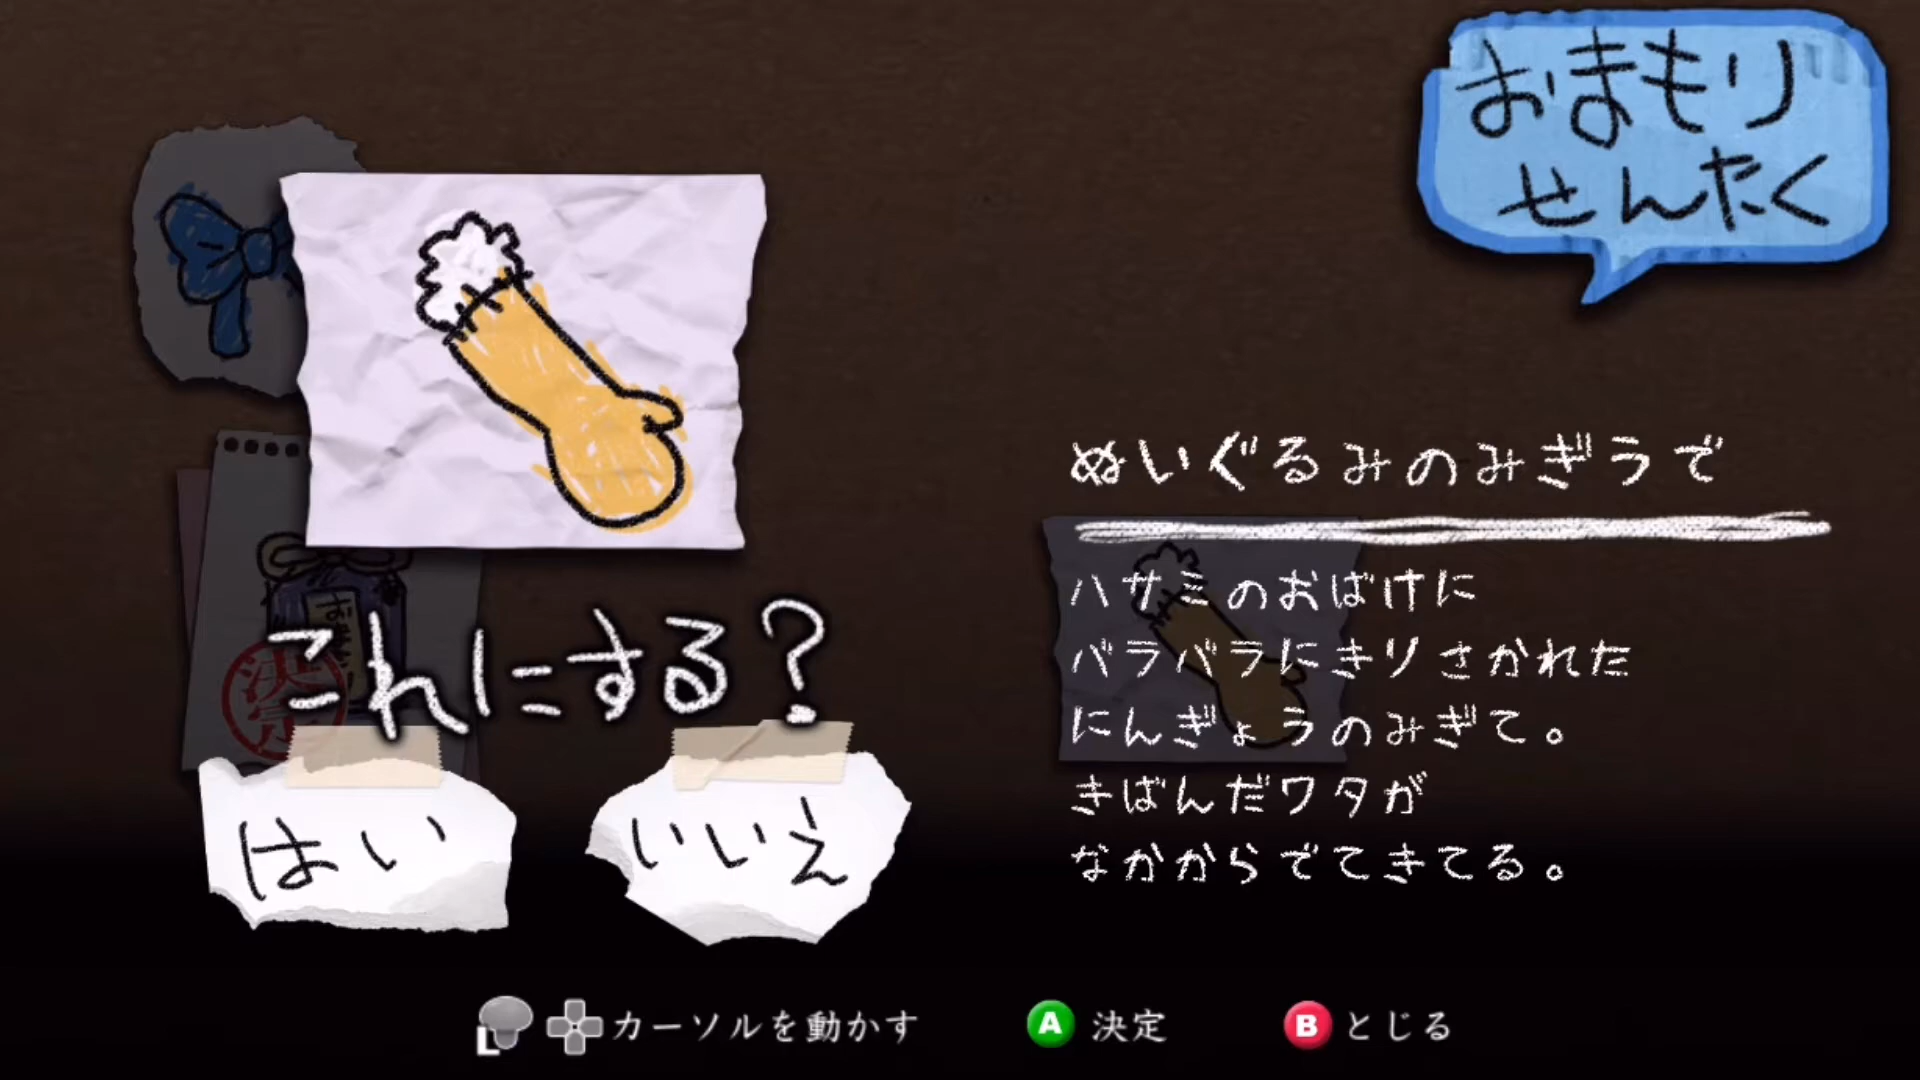 おまもり
せんたく
ぬいぐるみのみぎうで
ハサミのおばけに
バラバラにきりさかれた
にんぎょうのみぎて。
きばんだワタが
なかからでてきてる。
決定
これにする?
はい
いいえ
L カーソルを動かす
A 決定
B とじる